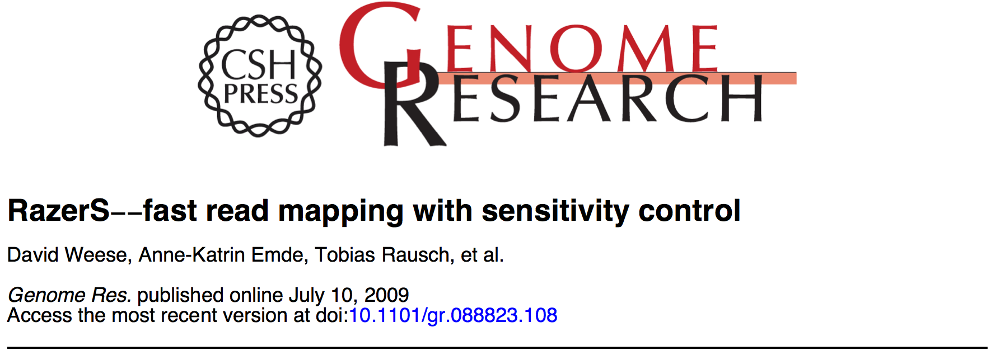 CSH
PRESS
GENOME
RESEARCH
RazerS−−fast read mapping with sensitivity control
David Weese, Anne-Katrin Emde, Tobias Rausch, et al.
Genome Res. published online July 10, 2009
Access the most recent version at doi:10.1101/gr.088823.108